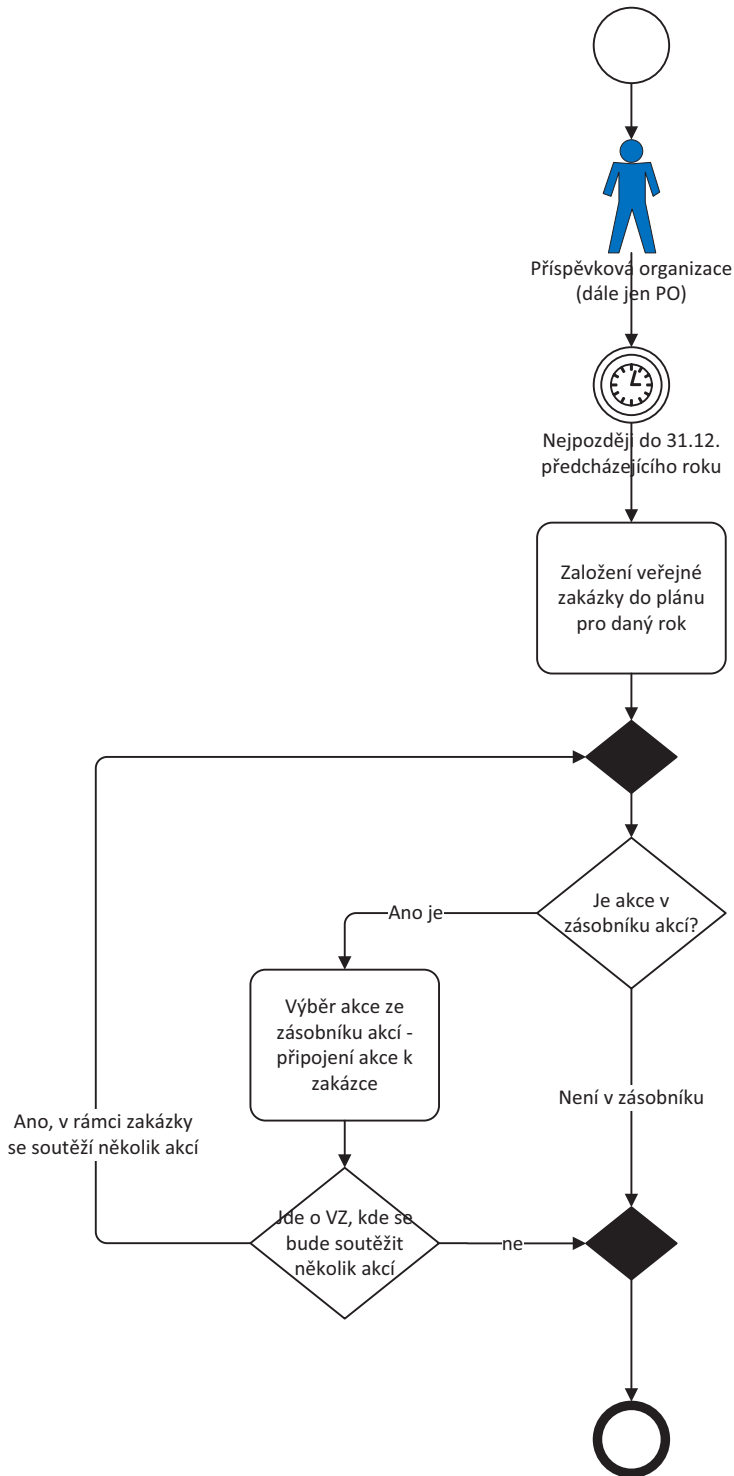 Příspěvková organizace
(dále jen PO)
Nejpozději do 31.12.
předcházejícího roku
Založení veřejné
zakázky do plánu
pro daný rok
Je akce v
zásobníku akcí?
Ano je
Výběr akce ze
zásobníku akcí -
připojení akce k
zakázce
Není v zásobníku
Ano, v rámci zakázky
se soutěží několik akcí
Jde o VZ, kde se
bude soutěžit
několik akcí
ne